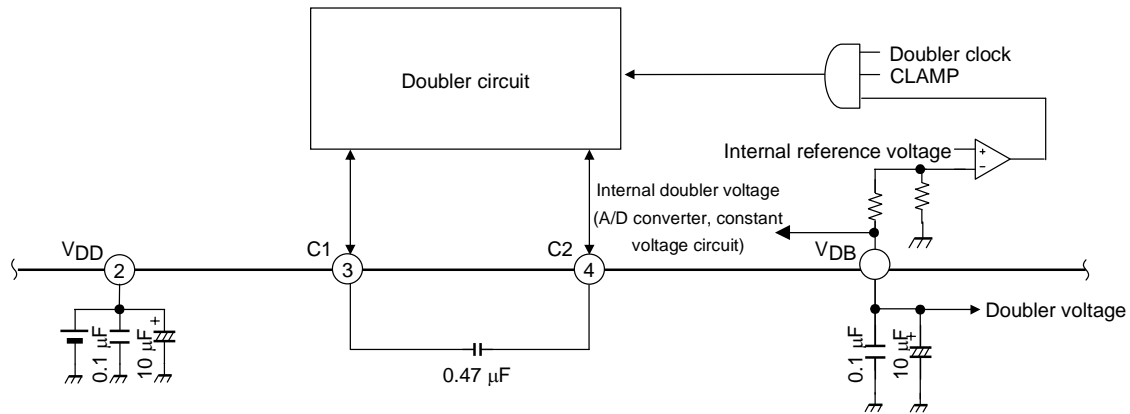 Doubler circuit
Doubler clock
CLAMP
Internal reference voltage
+
−
Internal doubler voltage
(A/D converter, constant
voltage circuit)
VDD
C1
C2
VDB
2
3
4
Doubler voltage
0.1 μF
10 μF
+
0.47 μF
0.1 μF
10 μF
+